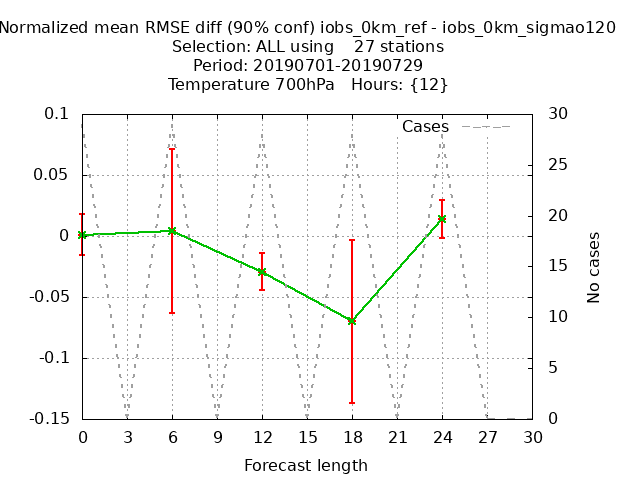 Normalized mean RMSE diff (90% conf) iobs_0km_ref - iobs_0km_sigmao120
Selection: ALL using    27 stations
Period: 20190701-20190729
Temperature 700hPa   Hours: {12}
0.1
0.05
0
-0.05
-0.1
-0.15
Cases
30
25
20
15
10
5
0
No cases
0 3 6 9 12 15 18 21 24 27 30
Forecast length